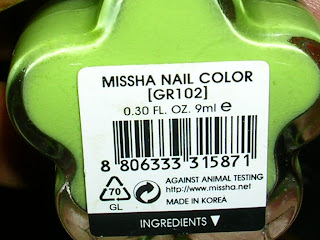 MISSHA NAIL COLOR
[GR102]
0.30 FL. OZ. 9ml e
8 806333 315871
70
GL
AGAINST ANIMAL TESTING
http://www.missha.net
MADE IN KOREA
INGREDIENTS ▼